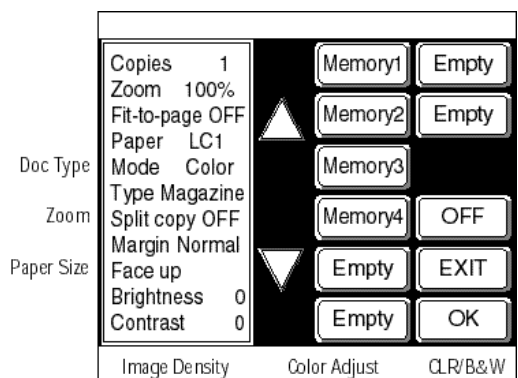 Copies 1
Zoom 100%
Fit-to-page OFF
Paper LC1
Mode Color
Type Magazine
Split copy OFF
Margin Normal
Face up
Brightness 0
Contrast 0
Doc Type
Zoom
Paper Size
Memory1 Empty
Memory2 Empty
Memory3
Memory4 OFF
Empty EXIT
Empty OK
Image Density Color Adjust CLR/B&W